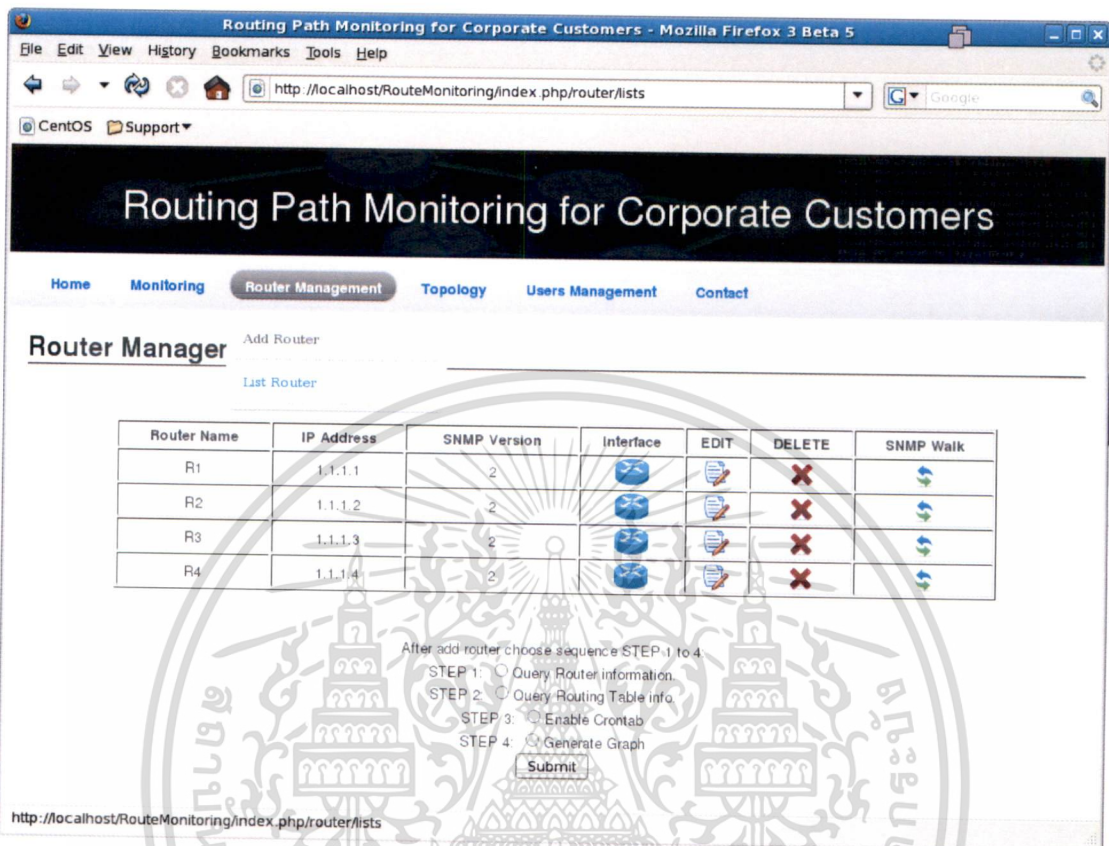 Routing Path Monitoring for Corporate Customers - Mozilla Firefox 3 Beta 5
File Edit View History Bookmarks Tools Help
http://localhost/RouteMonitoring/index.php/router/lists
G Google
CentOS Support
Routing Path Monitoring for Corporate Customers
Home Monitoring Router Management Topology Users Management Contact
Router Manager
Add Router
List Router
Router Name IP Address SNMP Version Interface EDIT DELETE SNMP Walk
R1 1.1.1.1 2
R2 1.1.1.2 2
R3 1.1.1.3 2
R4 1.1.1.4 2
After add router choose sequence STEP 1 to 4.
STEP 1: Query Router information.
STEP 2: Query Routing Table info.
STEP 3: Enable Crontab
STEP 4: Generate Graph
Submit
http://localhost/RouteMonitoring/index.php/router/lists